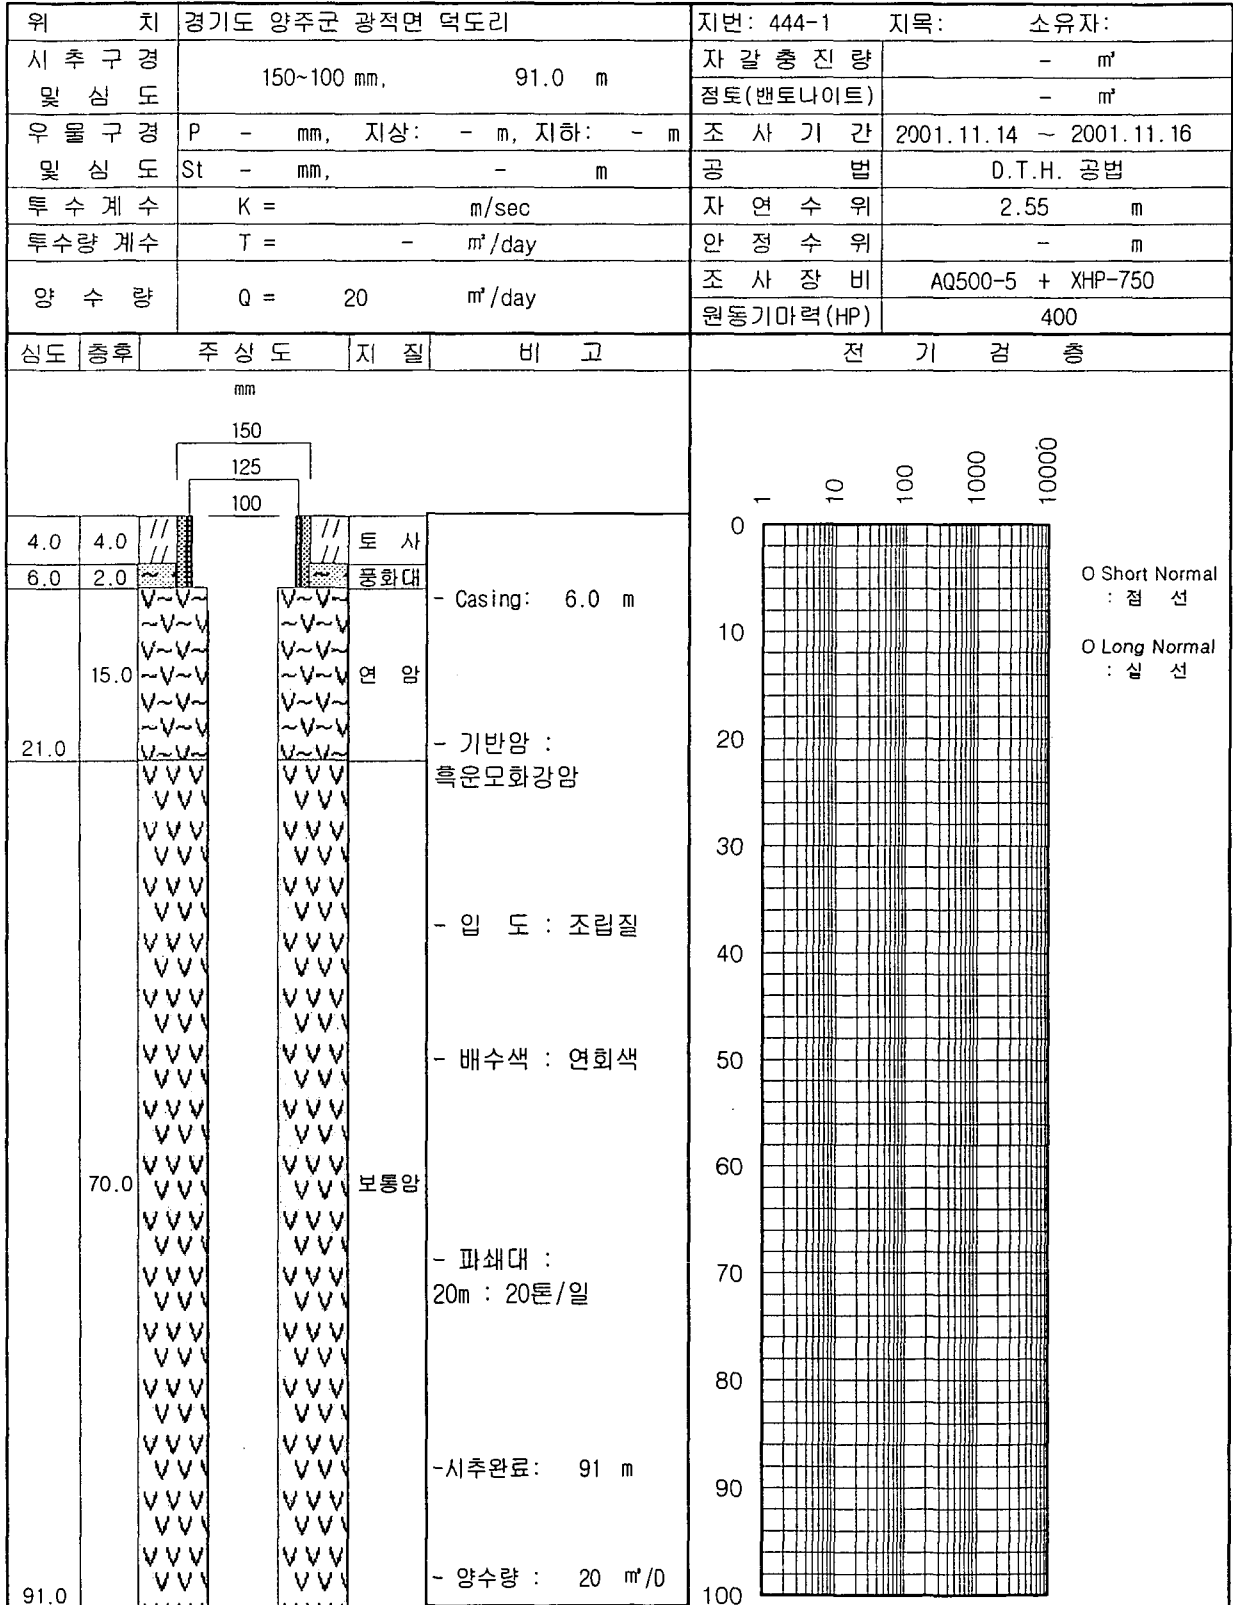 위 치 경기도 양주군 광적면 덕도리 지번: 444-1 지목: 소유자:
시 추 구 경 및 심 도 150~100 mm, 91.0 m
자 갈 충 진 량 - ㎥
점토(밴토나이트) - ㎥
우 물 구 경 P - mm, 지상: - m, 지하: - m
및 심 도 St - mm, - m
조 사 기 간 2001.11.14 ~ 2001.11.16
공 법 D.T.H. 공법
투 수 계 수 K = m/sec
자 연 수 위 2.55 m
투수량 계수 T = - ㎥/day
안 정 수 위 - m
양 수 량 Q = 20 ㎥/day
조 사 장 비 AQ500-5 + XHP-750
원동기마력(HP) 400
심도 층후 주 상 도 지 질 비 고 전 기 검 층
mm
150
125
100
4.0 4.0 토 사
6.0 2.0 풍화대
- Casing: 6.0 m
15.0 연 암
21.0
- 기반암 :
흑운모화강암
- 입 도 : 조립질
- 배수색 : 연회색
70.0 보통암
- 파쇄대 :
20m : 20톤/일
-시추완료: 91 m
- 양수량 : 20 ㎥/D
91.0
1 10 100 1000 10000
0
10
20
30
40
50
60
70
80
90
100
O Short Normal
: 점 선
O Long Normal
: 실 선